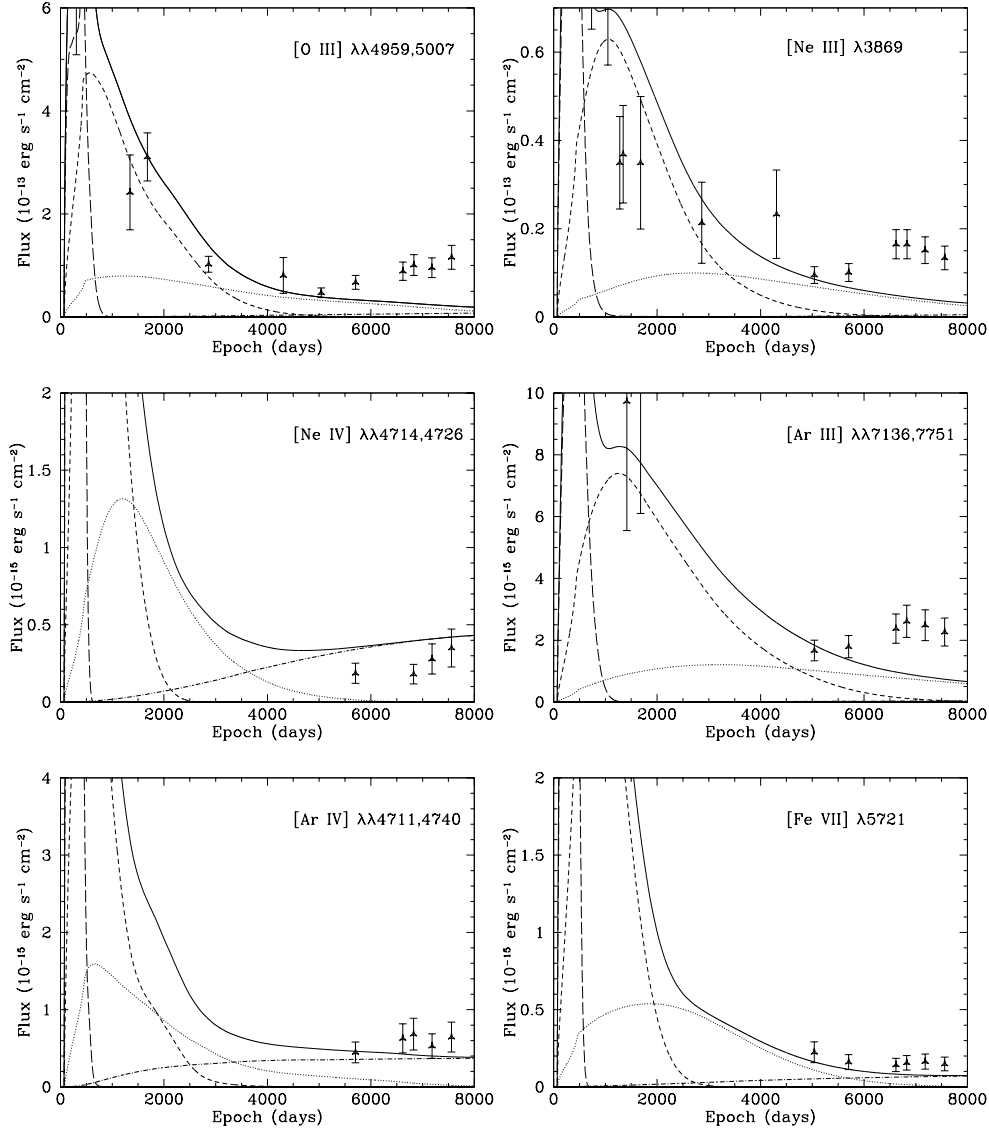 [O III] λλ4959,5007
Flux (10⁻¹³ erg s⁻¹ cm⁻²)
6
4
2
0
0 2000 4000 6000 8000
Epoch (days)
[Ne III] λ3869
Flux (10⁻¹³ erg s⁻¹ cm⁻²)
0.6
0.4
0.2
0
0 2000 4000 6000 8000
Epoch (days)
[Ne IV] λλ4714,4726
Flux (10⁻¹⁵ erg s⁻¹ cm⁻²)
2
1.5
1
0.5
0
0 2000 4000 6000 8000
Epoch (days)
[Ar III] λλ7136,7751
Flux (10⁻¹⁵ erg s⁻¹ cm⁻²)
10
8
6
4
2
0
0 2000 4000 6000 8000
Epoch (days)
[Ar IV] λλ4711,4740
Flux (10⁻¹⁵ erg s⁻¹ cm⁻²)
4
3
2
1
0
0 2000 4000 6000 8000
Epoch (days)
[Fe VII] λ5721
Flux (10⁻¹⁵ erg s⁻¹ cm⁻²)
2
1.5
1
0.5
0
0 2000 4000 6000 8000
Epoch (days)